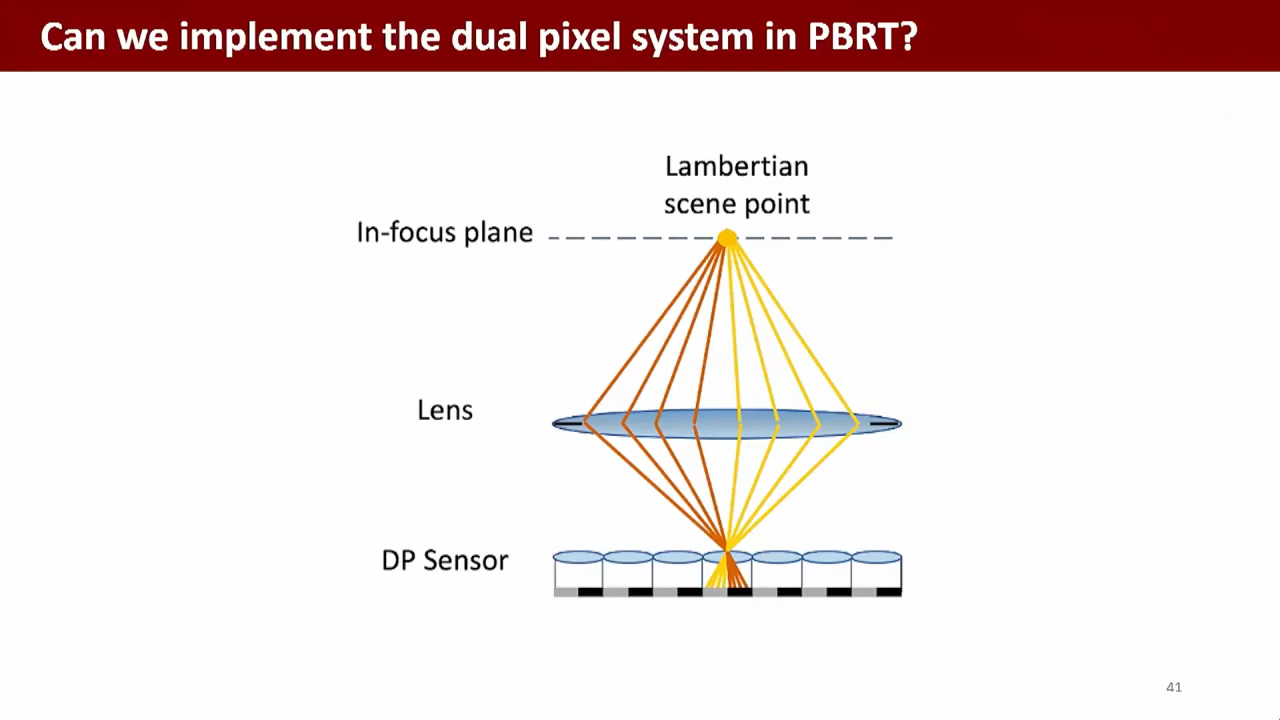 Can we implement the dual pixel system in PBRT?
Lambertian
scene point
In-focus plane
Lens
DP Sensor
41